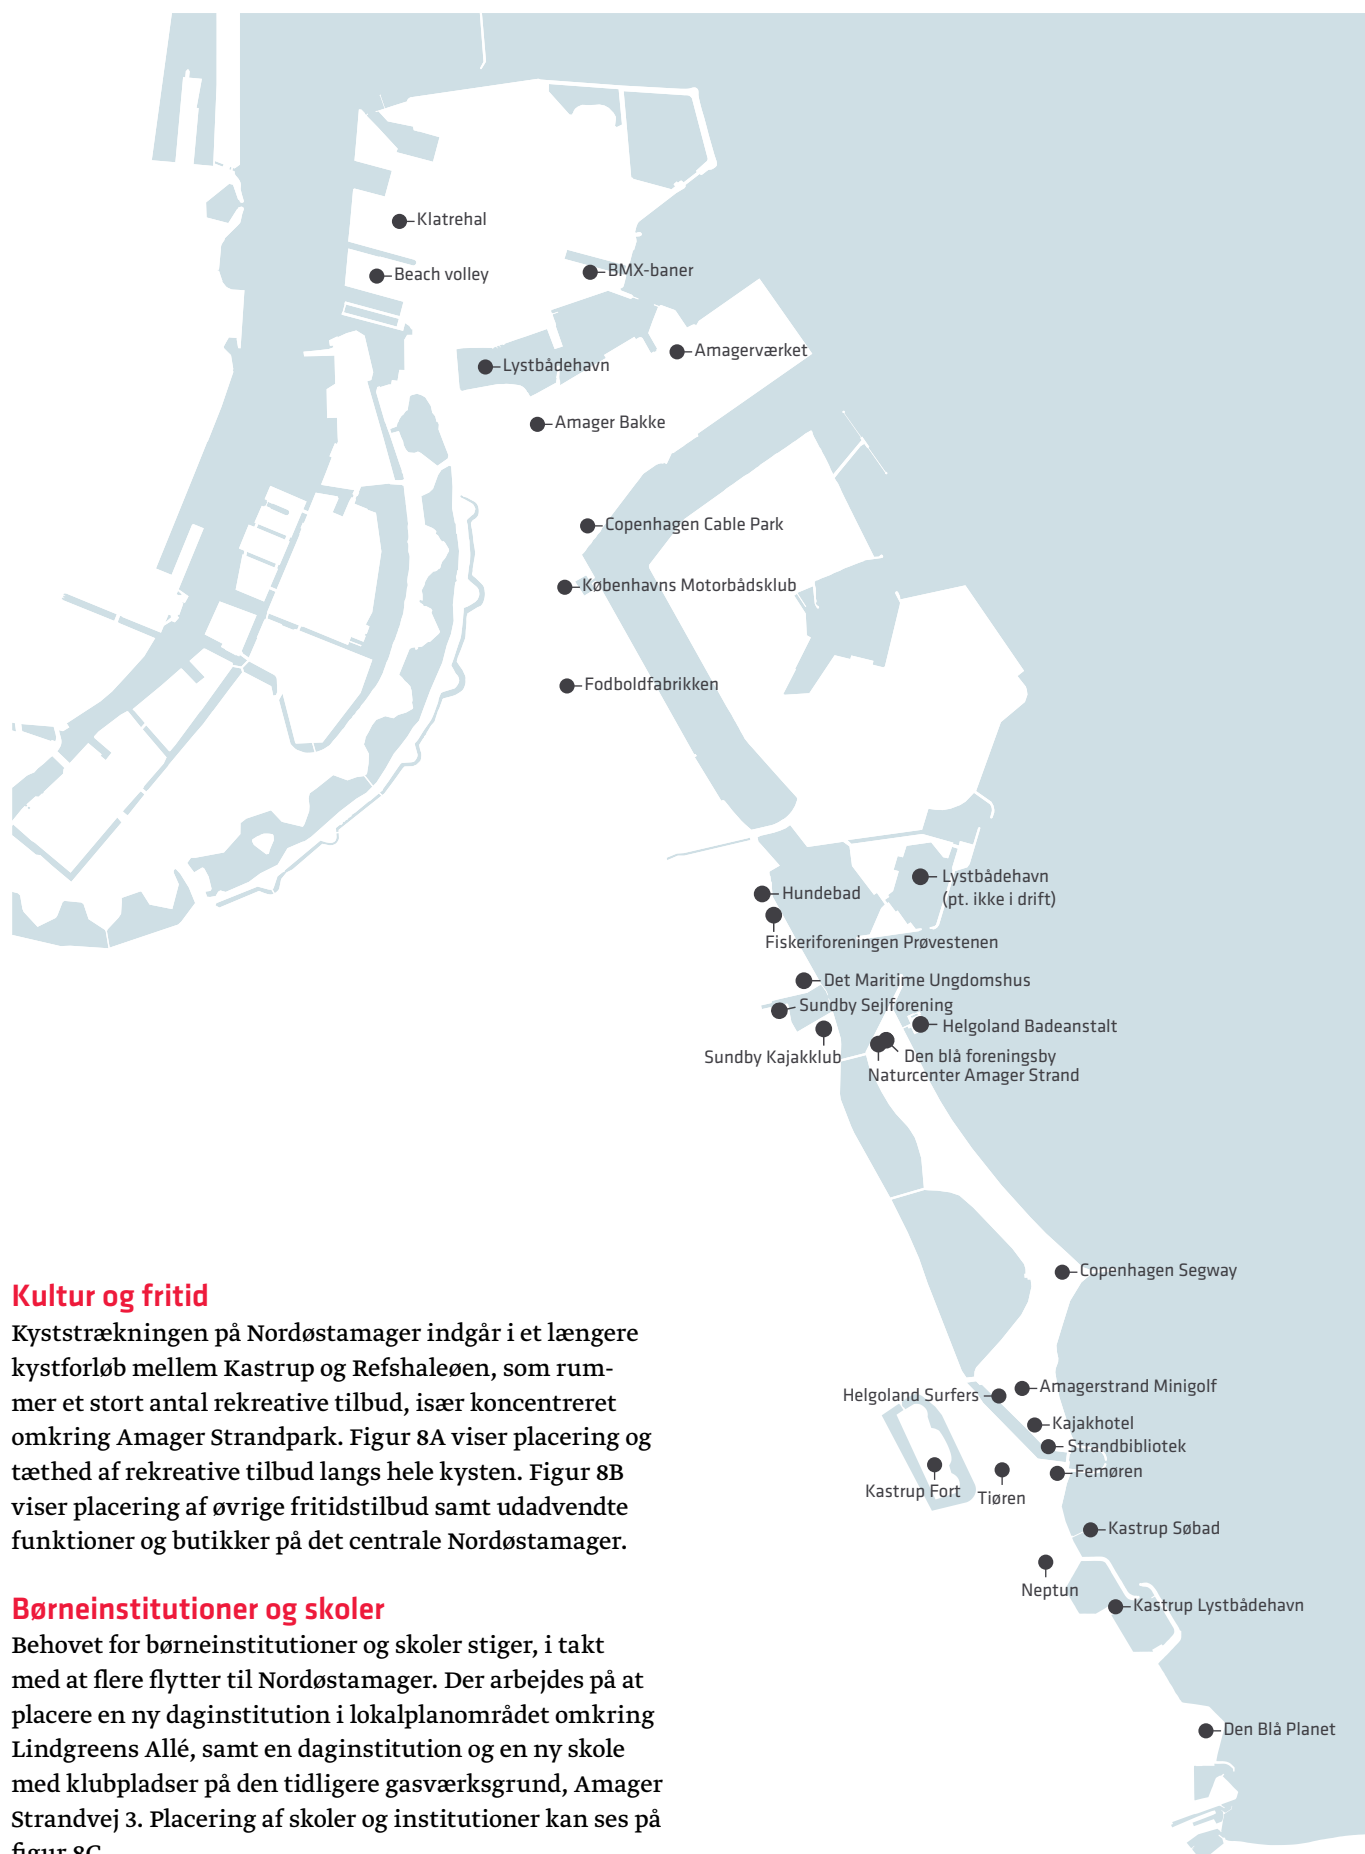 Klatrehal
Beach volley
BMX-baner
Amagerværket
Lystbådehavn
Amager Bakke
Copenhagen Cable Park
Københavns Motorbådsklub
Fodboldfabrikken
Lystbådehavn
(pt. ikke i drift)
Hundebad
Fiskeriforeningen Prøvestenen
Det Maritime Ungdomshus
Sundby Sejlforening
Helgoland Badeanstalt
Sundby Kajakklub
Den blå foreningsby
Naturcenter Amager Strand
Copenhagen Segway
Amagerstrand Minigolf
Helgoland Surfers
Kajakhotel
Strandbibliotek
Femøren
Kastrup Fort
Tiøren
Kastrup Søbad
Neptun
Kastrup Lystbådehavn
Den Blå Planet
Kultur og fritid
Kyststrækningen på Nordøstamager indgår i et længere
kystforløb mellem Kastrup og Refshaleøen, som rum-
mer et stort antal rekreative tilbud, især koncentreret
omkring Amager Strandpark. Figur 8A viser placering og
tæthed af rekreative tilbud langs hele kysten. Figur 8B
viser placering af øvrige fritidstilbud samt udadvendte
funktioner og butikker på det centrale Nordøstamager.
Børneinstitutioner og skoler
Behovet for børneinstitutioner og skoler stiger, i takt
med at flere flytter til Nordøstamager. Der arbejdes på at
placere en ny daginstitution i lokalplanområdet omkring
Lindgreens Allé, samt en daginstitution og en ny skole
med klubpladser på den tidligere gasværksgrund, Amager
Strandvej 3. Placering af skoler og institutioner kan ses på
figur 8C